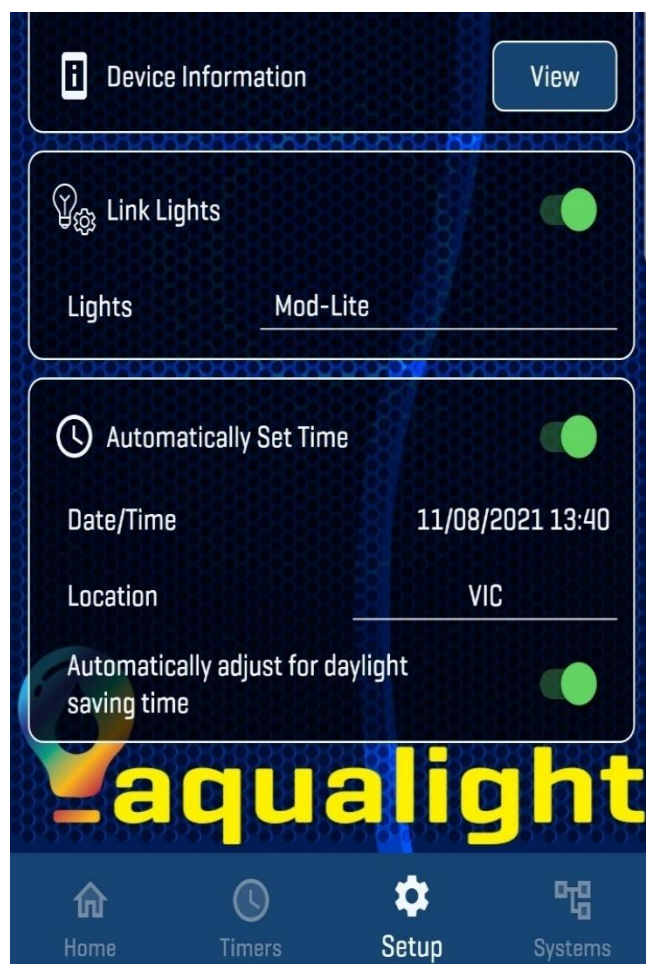 Device Information View
Link Lights
Lights Mod-Lite
Automatically Set Time
Date/Time 11/08/2021 13:40
Location VIC
Automatically adjust for daylight
saving time
aqualight
Home Timers Setup Systems